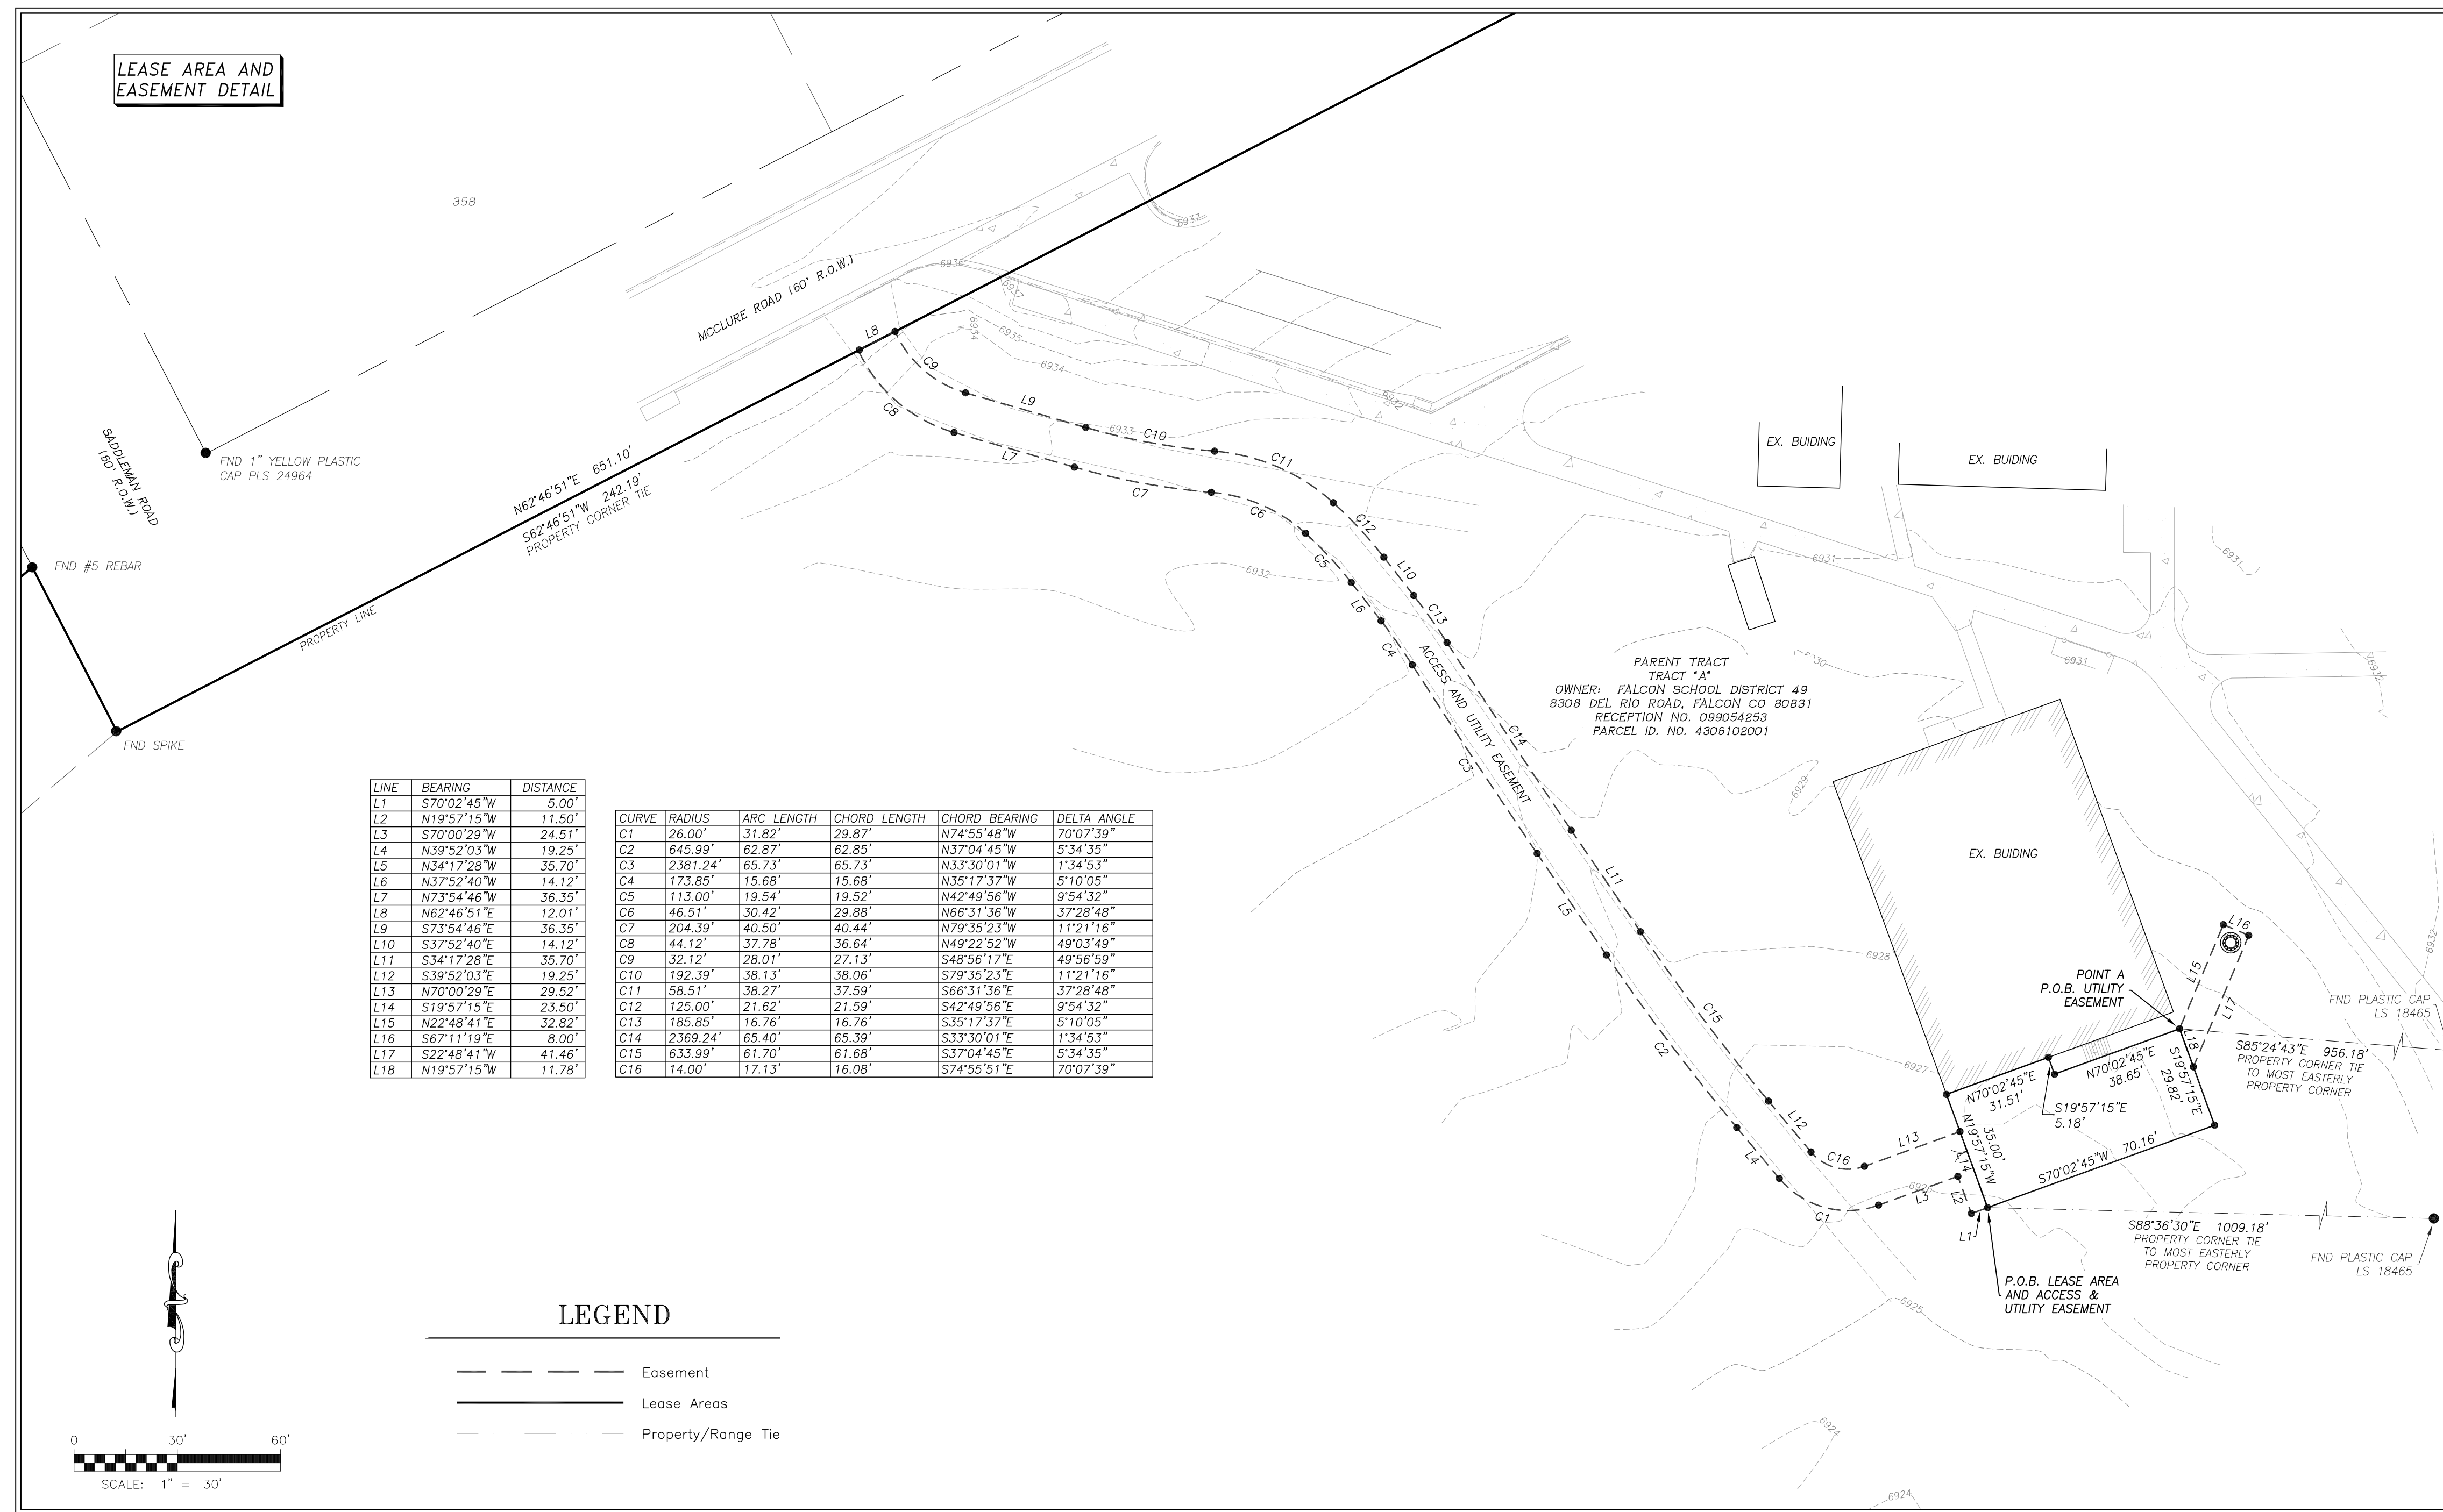 LEASE AREA AND
EASEMENT DETAIL
358
MCCLURE ROAD (60' R.O.W.)
6937
6936
6937
6935
6934
6934
6933
6932
6932
L8
C9
C8
L9
L7
C10
C7
C11
C6
C12
C5
L10
L6
C13
C4
ACCESS AND UTILITY EASEMENT
C14
C3
L11
L5
C15
C2
L12
L4
C16
C1
L13
L3
L14
L2
L1
SADDLEMAN ROAD
(60' R.O.W.)
FND 1" YELLOW PLASTIC
CAP PLS 24964
FND #5 REBAR
N62°46'51"E 651.10'
S62°46'51"W 242.19'
PROPERTY CORNER TIE
PROPERTY LINE
FND SPIKE
EX. BUIDING
EX. BUIDING
6931
6931
6931
6932
6932
PARENT TRACT
TRACT "A"
OWNER: FALCON SCHOOL DISTRICT 49
8308 DEL RIO ROAD, FALCON CO 80831
RECEPTION NO. 099054253
PARCEL ID. NO. 4306102001
6929
6928
6927
6926
6925
6924
6924
EX. BUIDING
L16
L15
L17
L18
POINT A
P.O.B. UTILITY
EASEMENT
FND PLASTIC CAP
LS 18465
S85°24'43"E 956.18'
PROPERTY CORNER TIE
TO MOST EASTERLY
PROPERTY CORNER
N70°02'45"E
38.65'
N70°02'45"E
31.51'
S19°57'15"E
5.18'
S19°57'15"E
29.82'
35.00'
N19°57'15"W
S70°02'45"W 70.16'
S88°36'30"E 1009.18'
PROPERTY CORNER TIE
TO MOST EASTERLY
PROPERTY CORNER
FND PLASTIC CAP
LS 18465
P.O.B. LEASE AREA
AND ACCESS &
UTILITY EASEMENT
LINE BEARING DISTANCE
L1 S70°02'45"W 5.00'
L2 N19°57'15"W 11.50'
L3 S70°00'29"W 24.51'
L4 N39°52'03"W 19.25'
L5 N34°17'28"W 35.70'
L6 N37°52'40"W 14.12'
L7 N73°54'46"W 36.35'
L8 N62°46'51"E 12.01'
L9 S73°54'46"E 36.35'
L10 S37°52'40"E 14.12'
L11 S34°17'28"E 35.70'
L12 S39°52'03"E 19.25'
L13 N70°00'29"E 29.52'
L14 S19°57'15"E 23.50'
L15 N22°48'41"E 32.82'
L16 S67°11'19"E 8.00'
L17 S22°48'41"W 41.46'
L18 N19°57'15"W 11.78'
CURVE RADIUS ARC LENGTH CHORD LENGTH CHORD BEARING DELTA ANGLE
C1 26.00' 31.82' 29.87' N74°55'48"W 70°07'39"
C2 645.99' 62.87' 62.85' N37°04'45"W 5°34'35"
C3 2381.24' 65.73' 65.73' N33°30'01"W 1°34'53"
C4 173.85' 15.68' 15.68' N35°17'37"W 5°10'05"
C5 113.00' 19.54' 19.52' N42°49'56"W 9°54'32"
C6 46.51' 30.42' 29.88' N66°31'36"W 37°28'48"
C7 204.39' 40.50' 40.44' N79°35'23"W 11°21'16"
C8 44.12' 37.78' 36.64' N49°22'52"W 49°03'49"
C9 32.12' 28.01' 27.13' S48°56'17"E 49°56'59"
C10 192.39' 38.13' 38.06' S79°35'23"E 11°21'16"
C11 58.51' 38.27' 37.59' S66°31'36"E 37°28'48"
C12 125.00' 21.62' 21.59' S42°49'56"E 9°54'32"
C13 185.85' 16.76' 16.76' S35°17'37"E 5°10'05"
C14 2369.24' 65.40' 65.39' S33°30'01"E 1°34'53"
C15 633.99' 61.70' 61.68' S37°04'45"E 5°34'35"
C16 14.00' 17.13' 16.08' S74°55'51"E 70°07'39"
LEGEND
Easement
Lease Areas
Property/Range Tie
0 30' 60'
SCALE: 1" = 30'